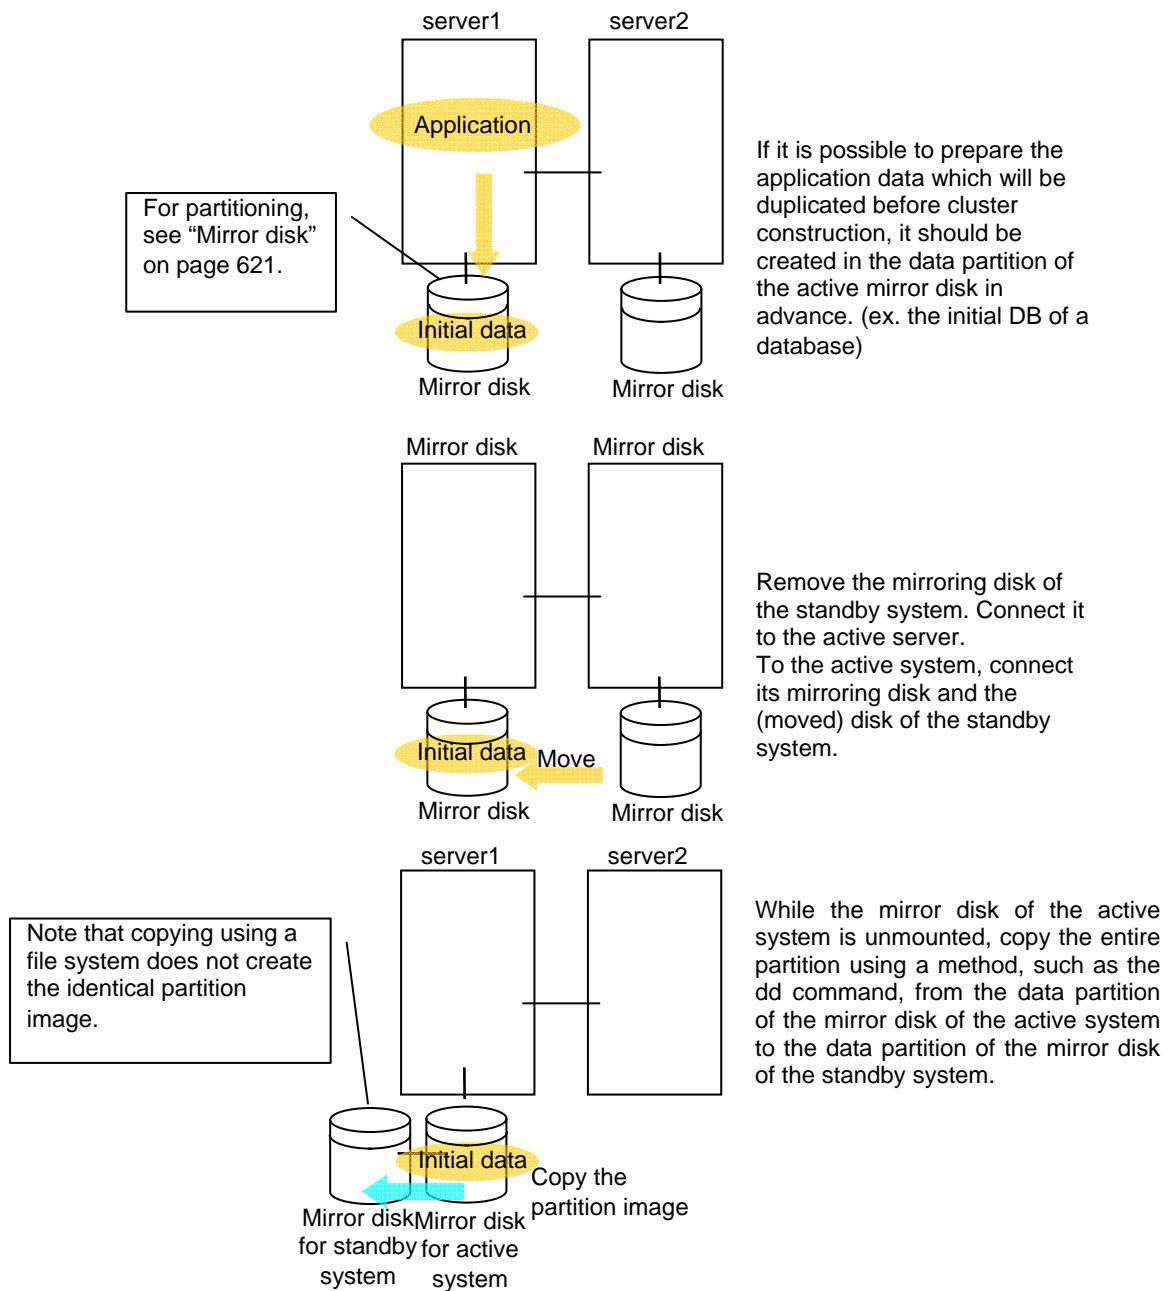 server1
server2
Application
For partitioning,
see “Mirror disk”
on page 621.
Initial data
Mirror disk
Mirror disk
If it is possible to prepare the
application data which will be
duplicated before cluster
construction, it should be
created in the data partition of
the active mirror disk in
advance. (ex. the initial DB of a
database)
Mirror disk
Mirror disk
Initial data
Move
Mirror disk
Mirror disk
Remove the mirroring disk of
the standby system. Connect it
to the active server.
To the active system, connect
its mirroring disk and the
(moved) disk of the standby
system.
server1
server2
Note that copying using a
file system does not create
the identical partition
image.
Initial data
Copy the
partition image
Mirror disk
for standby
system
Mirror disk
for active
system
While the mirror disk of the active
system is unmounted, copy the entire
partition using a method, such as the
dd command, from the data partition
of the mirror disk of the active system
to the data partition of the mirror disk
of the standby system.